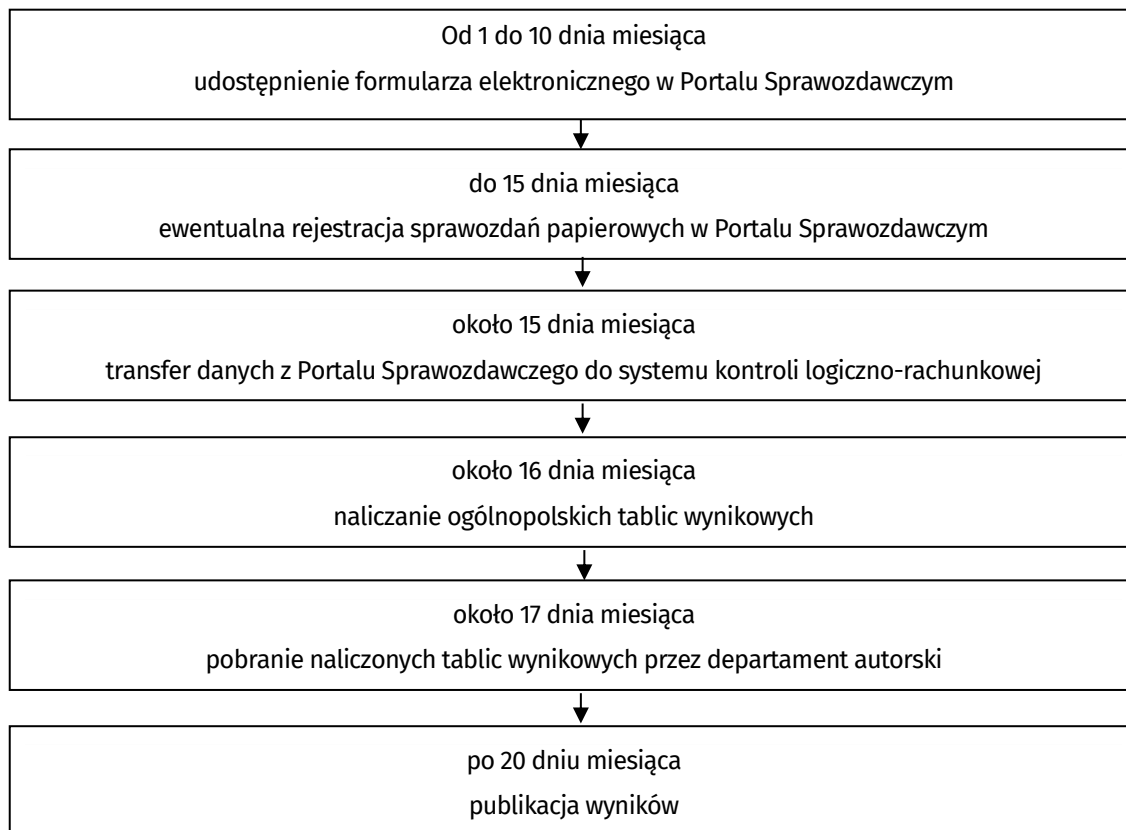 Od 1 do 10 dnia miesiąca
udostępnienie formularza elektronicznego w Portalu Sprawozdawczym
do 15 dnia miesiąca
ewentualna rejestracja sprawozdań papierowych w Portalu Sprawozdawczym
około 15 dnia miesiąca
transfer danych z Portalu Sprawozdawczego do systemu kontroli logiczno-rachunkowej
około 16 dnia miesiąca
naliczanie ogólnopolskich tablic wynikowych
około 17 dnia miesiąca
pobranie naliczonych tablic wynikowych przez departament autorski
po 20 dniu miesiąca
publikacja wyników